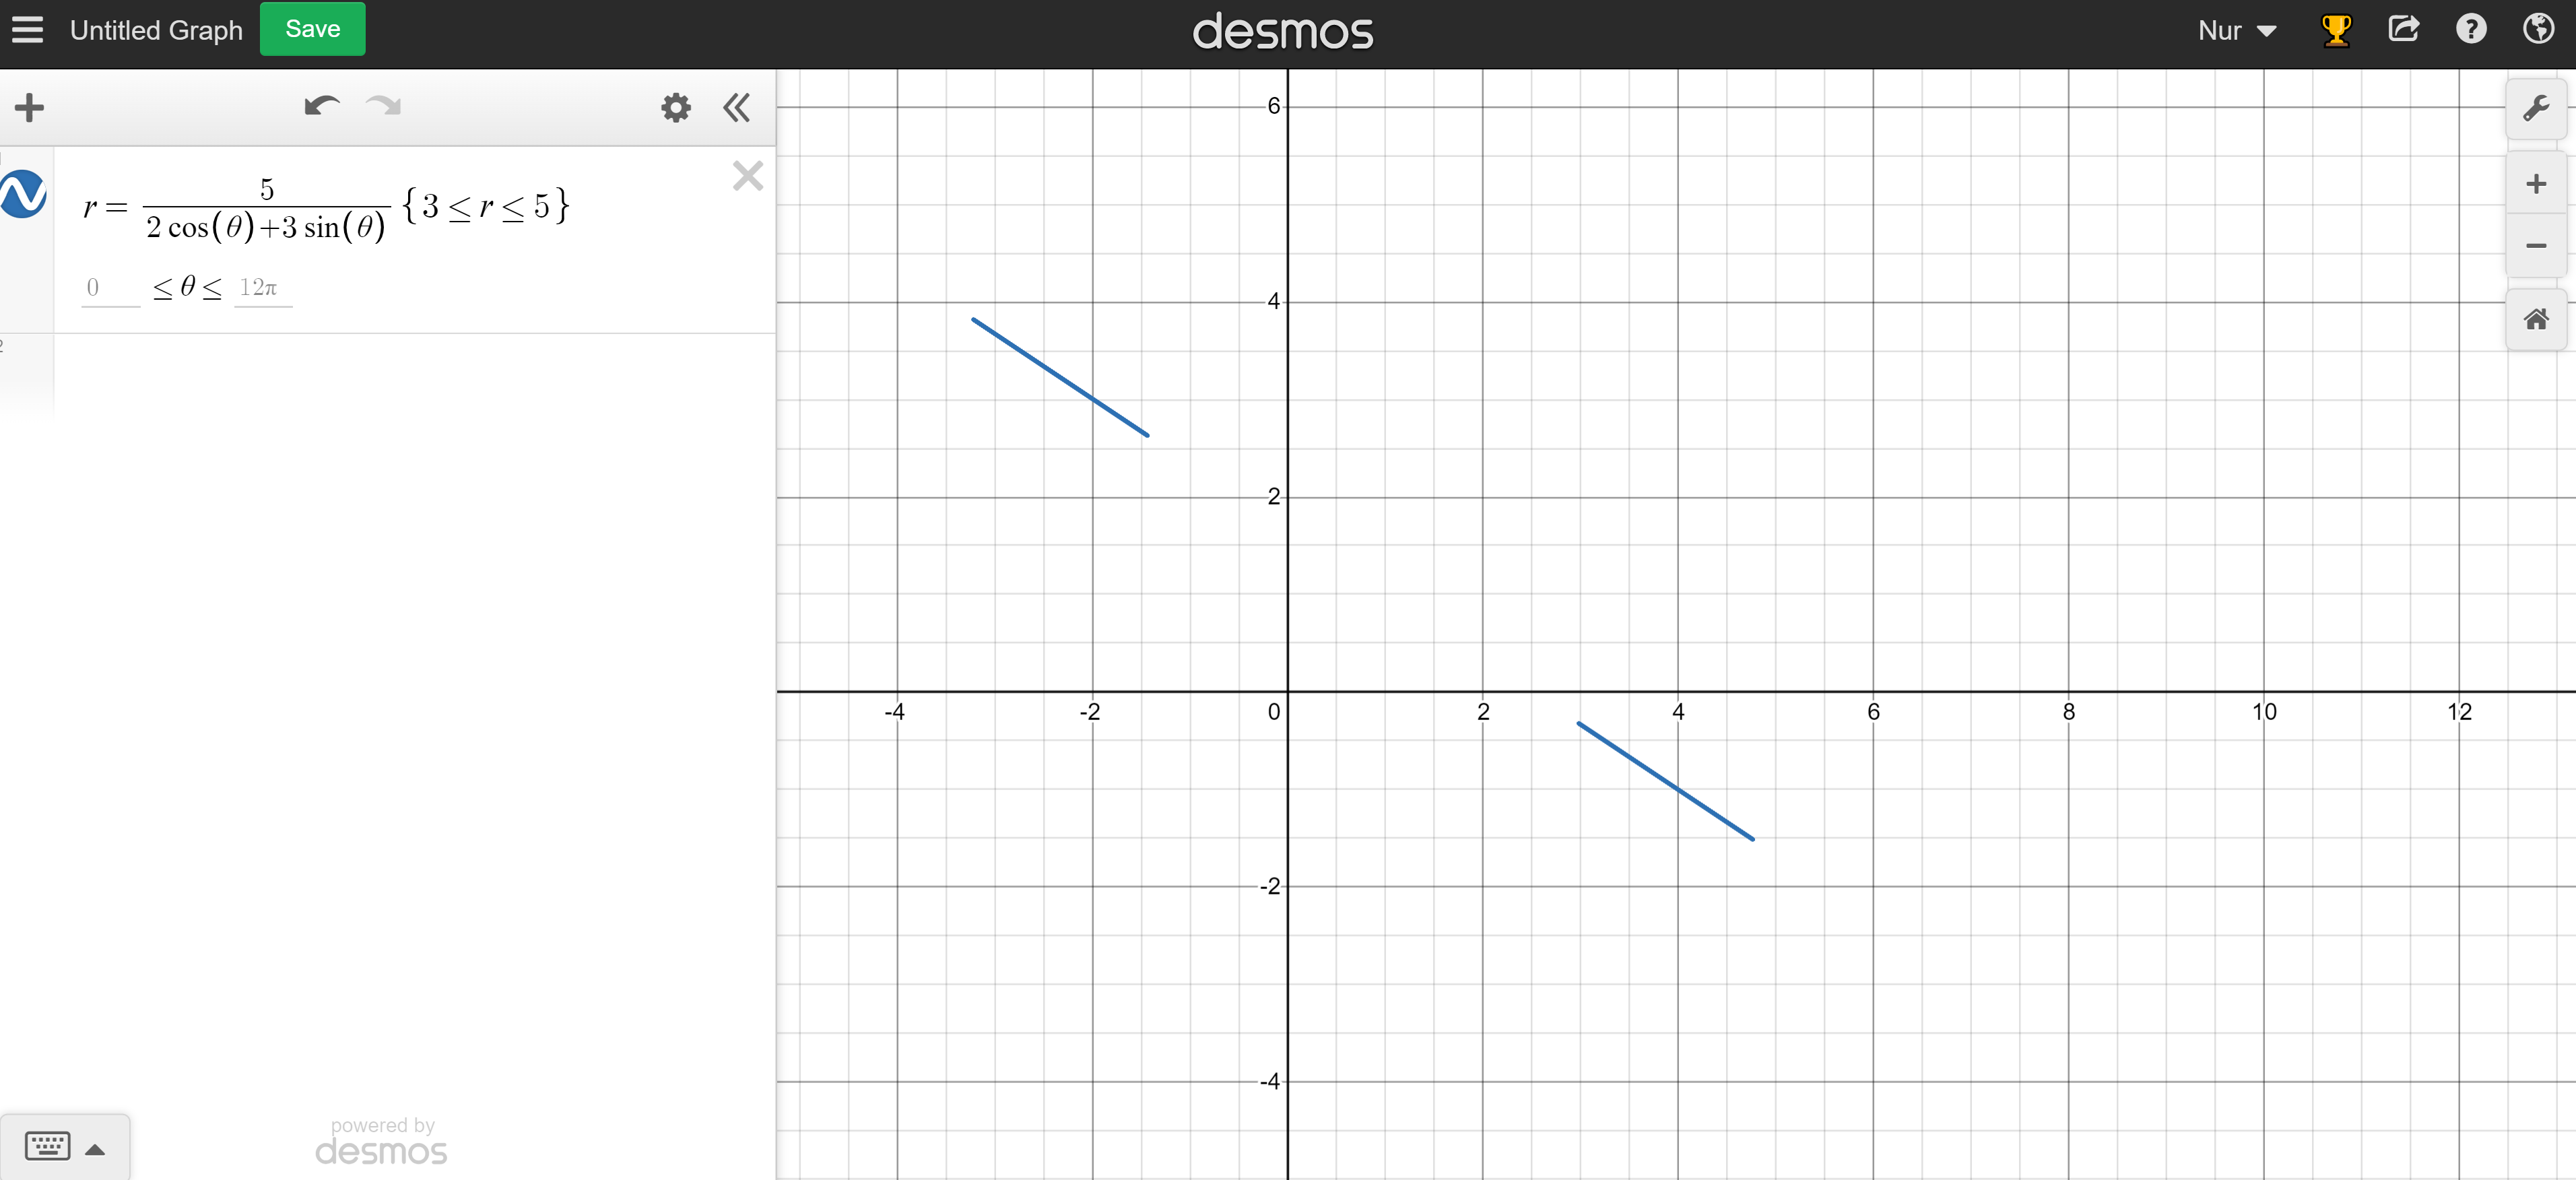 Untitled Graph Save desmos Nur
r = 5/(2 cos(θ)+3 sin(θ)) {3 ≤ r ≤ 5}
0 ≤ θ ≤ 12π
2
powered by
desmos
6
4
2
-4 -2 0 2 4 6 8 10 12
-2
-4